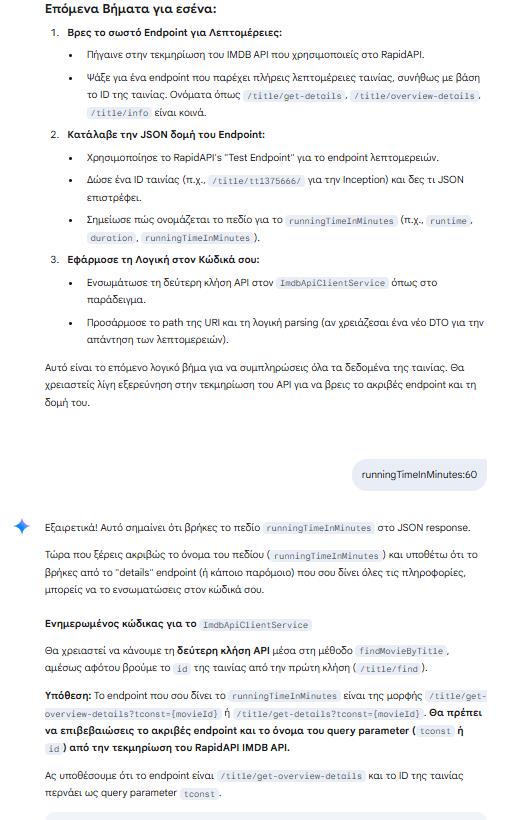 Επόμενα Βήματα για εσένα:
1. Βρες το σωστό Endpoint για Λεπτομέρειες:
• Πήγαινε στην τεκμηρίωση του IMDB API που χρησιμοποιείς στο RapidAPI.
• Ψάξε για ένα endpoint που παρέχει πλήρεις λεπτομέρειες ταινίας, συνήθως με βάση
το ID της ταινίας. Ονόματα όπως /title/get-details, /title/overview-details,
/title/info είναι κοινά.
2. Κατάλαβε την JSON δομή του Endpoint:
• Χρησιμοποίησε το RapidAPI's "Test Endpoint" για το endpoint λεπτομερειών.
• Δώσε ένα ID ταινίας (π.χ., /title/tt1375666/ για την Inception) και δες τι JSON
επιστρέφει.
• Σημείωσε πώς ονομάζεται το πεδίο για το runningTimeInMinutes (π.χ., runtime,
duration, runningTimeInMinutes).
3. Εφάρμοσε τη Λογική στον Κώδικά σου:
• Ενσωμάτωσε τη δεύτερη κλήση API στον ImdbApiClientService όπως στο
παράδειγμα.
• Προσάρμοσε το path της URI και τη λογική parsing (αν χρειάζεσαι ένα νέο DTO για την
απάντηση των λεπτομερειών).
Αυτό είναι το επόμενο λογικό βήμα για να συμπληρώσεις όλα τα δεδομένα της ταινίας. Θα
χρειαστείς λίγη εξερεύνηση στην τεκμηρίωση του API για να βρεις το ακριβές endpoint και τη
δομή του.
runningTimeInMinutes:60
Εξαιρετικά! Αυτό σημαίνει ότι βρήκες το πεδίο runningTimeInMinutes στο JSON response.
Τώρα που ξέρεις ακριβώς το όνομα του πεδίου (runningTimeInMinutes) και υποθέτω ότι το
βρήκες από το "details" endpoint (ή κάποιο παρόμοιο) που σου δίνει όλες τις πληροφορίες,
μπορείς να το ενσωματώσεις στον κώδικά σου.
Ενημερωμένος κώδικας για το ImdbApiClientService
Θα χρειαστεί να κάνουμε τη δεύτερη κλήση API μέσα στη μέθοδο findMovieByTitle,
αμέσως αφότου βρούμε το id της ταινίας από την πρώτη κλήση (/title/find).
Υπόθεση: Το endpoint που σου δίνει το runningTimeInMinutes είναι της μορφής /title/get-
overview-details?tconst={movieId} ή /title/get-details?tconst={movieId}. Θα πρέπει
να επιβεβαιώσεις το ακριβές endpoint και το όνομα του query parameter (tconst ή
id) από την τεκμηρίωση του RapidAPI IMDB API.
Ας υποθέσουμε ότι το endpoint είναι /title/get-overview-details και το ID της ταινίας
περνάει ως query parameter tconst.